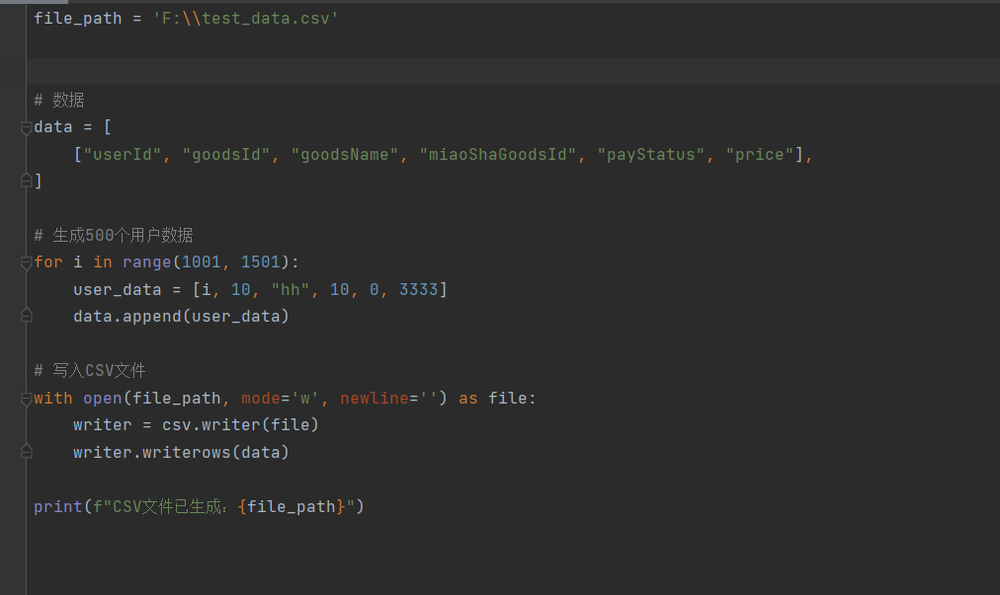 file_path = 'F:\\test_data.csv'
# 数据
data = [
    ["userId", "goodsId", "goodsName", "miaoShaGoodsId", "payStatus", "price"],
]
# 生成500个用户数据
for i in range(1001, 1501):
    user_data = [i, 10, "hh", 10, 0, 3333]
    data.append(user_data)
# 写入CSV文件
with open(file_path, mode='w', newline='') as file:
    writer = csv.writer(file)
    writer.writerows(data)
print(f"CSV文件已生成：{file_path}")